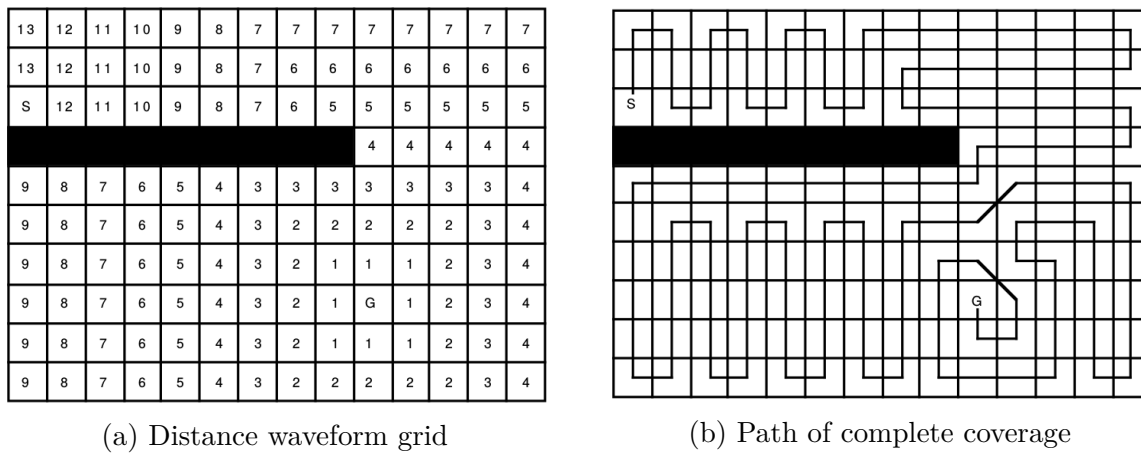 13 12 11 10 9 8 7 7 7 7 7 7 7 7
13 12 11 10 9 8 7 6 6 6 6 6 6 6
S 12 11 10 9 8 7 6 5 5 5 5 5 5
4 4 4 4 4
9 8 7 6 5 4 3 3 3 3 3 3 3 4
9 8 7 6 5 4 3 2 2 2 2 2 3 4
9 8 7 6 5 4 3 2 1 1 1 2 3 4
9 8 7 6 5 4 3 2 1 G 1 2 3 4
9 8 7 6 5 4 3 2 1 1 1 2 3 4
9 8 7 6 5 4 3 2 2 2 2 2 3 4
(a) Distance waveform grid
S
G
(b) Path of complete coverage